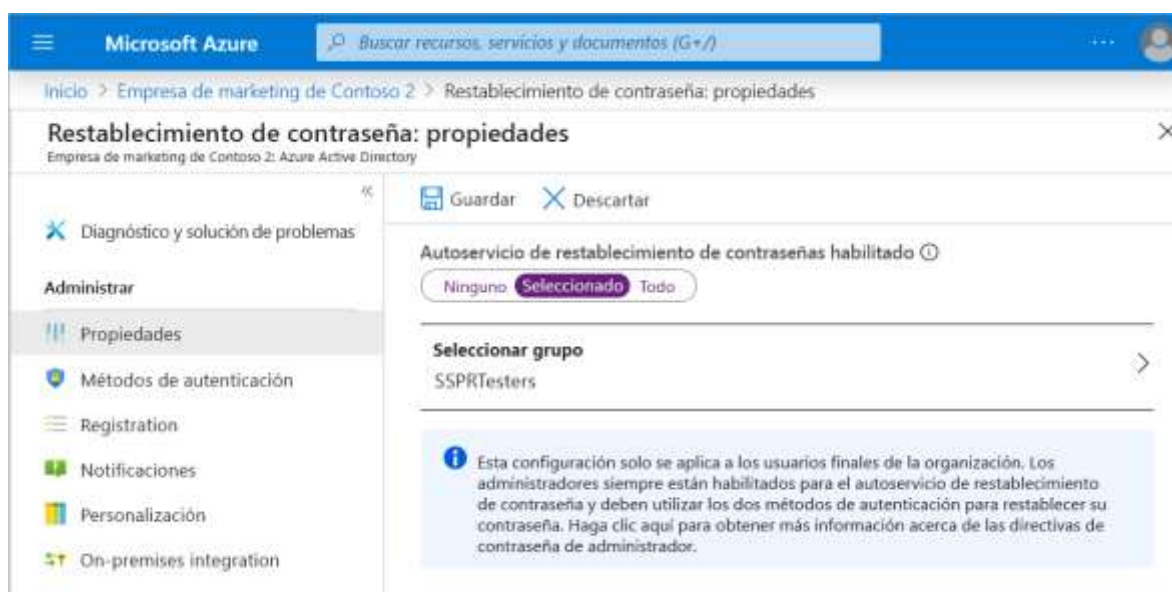 Microsoft Azure
Buscar recursos, servicios y documentos (G+/)
...
Inicio > Empresa de marketing de Contoso 2 > Restablecimiento de contraseña: propiedades
Restablecimiento de contraseña: propiedades
Empresa de marketing de Contoso 2: Azure Active Directory
«
Guardar Descartar
Diagnóstico y solución de problemas
Administrar
Propiedades
Métodos de autenticación
Registration
Notificaciones
Personalización
On-premises integration
Autoservicio de restablecimiento de contraseñas habilitado
Ninguno Seleccionado Todo
Seleccionar grupo
SSPRTesters
Esta configuración solo se aplica a los usuarios finales de la organización. Los
administradores siempre están habilitados para el autoservicio de restablecimiento
de contraseña y deben utilizar los dos métodos de autenticación para restablecer su
contraseña. Haga clic aquí para obtener más información acerca de las directivas de
contraseña de administrador.